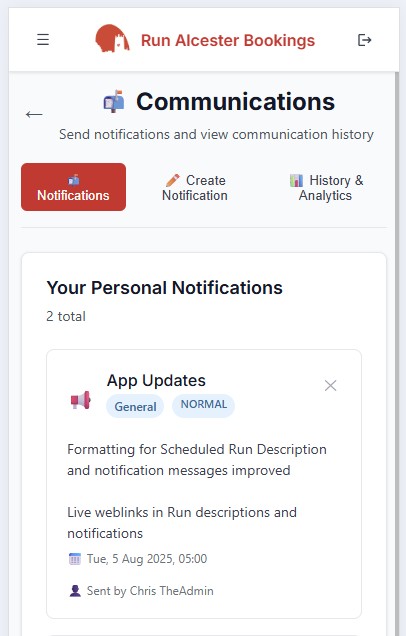 Run Alcester Bookings
Communications
Send notifications and view communication history
Notifications
Create
Notification
History &
Analytics
Your Personal Notifications
2 total
App Updates
General
NORMAL
Formatting for Scheduled Run Description
and notification messages improved
Live weblinks in Run descriptions and
notifications
Tue, 5 Aug 2025, 05:00
Sent by Chris TheAdmin